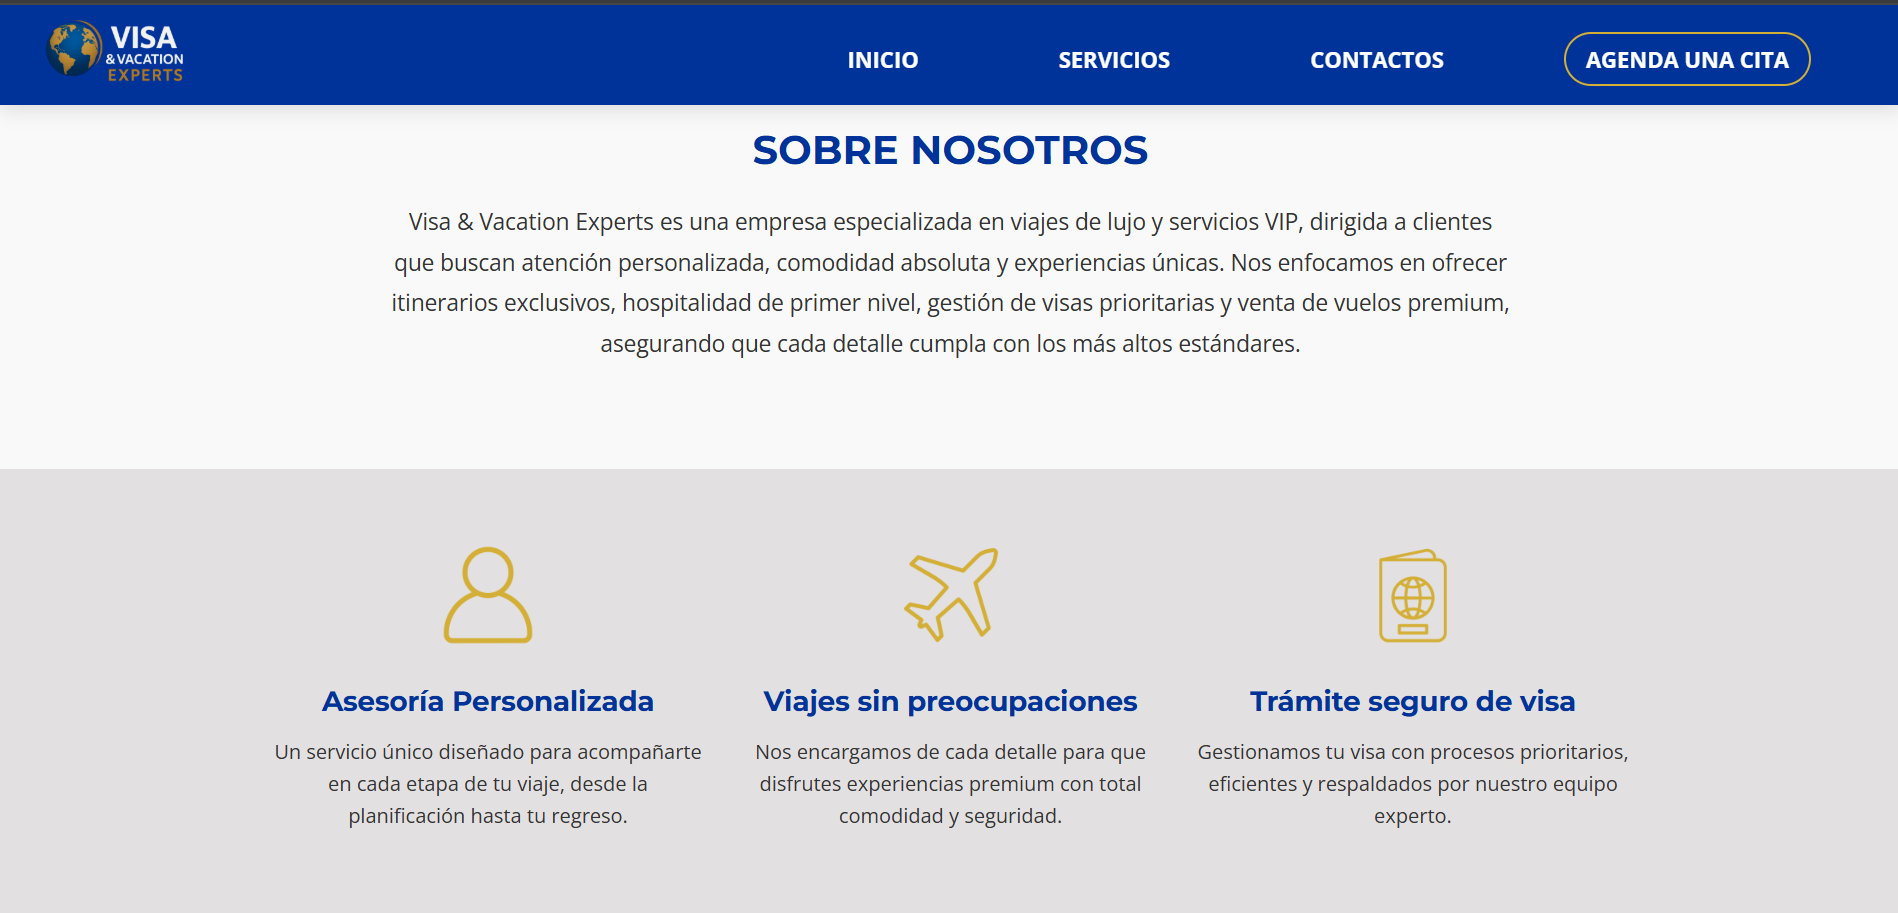 VISA
& VACATION
EXPERTS
INICIO
SERVICIOS
CONTACTOS
AGENDA UNA CITA
SOBRE NOSOTROS
Visa & Vacation Experts es una empresa especializada en viajes de lujo y servicios VIP, dirigida a clientes
que buscan atención personalizada, comodidad absoluta y experiencias únicas. Nos enfocamos en ofrecer
itinerarios exclusivos, hospitalidad de primer nivel, gestión de visas prioritarias y venta de vuelos premium,
asegurando que cada detalle cumpla con los más altos estándares.
Asesoría Personalizada
Un servicio único diseñado para acompañarte
en cada etapa de tu viaje, desde la
planificación hasta tu regreso.
Viajes sin preocupaciones
Nos encargamos de cada detalle para que
disfrutes experiencias premium con total
comodidad y seguridad.
Trámite seguro de visa
Gestionamos tu visa con procesos prioritarios,
eficientes y respaldados por nuestro equipo
experto.